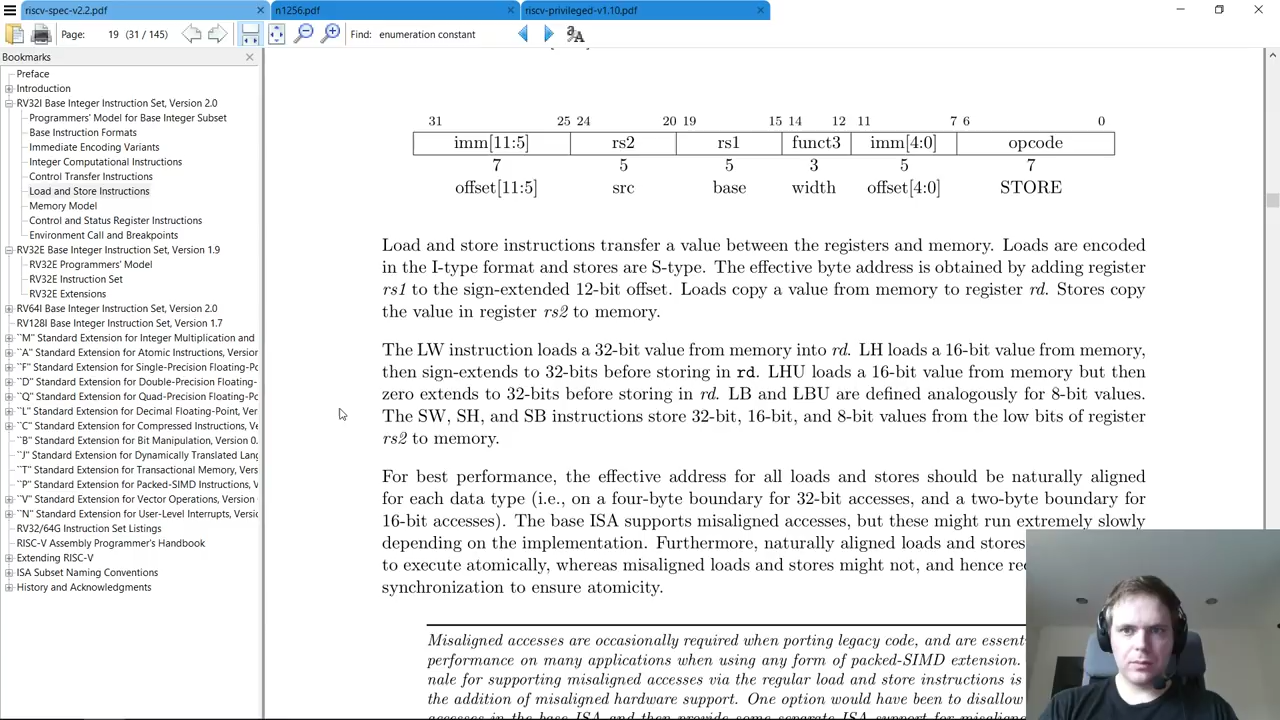 riscv-spec-v2.2.pdf
n1256.pdf
riscv-privileged-v1.10.pdf
Page: 19 (31 / 145) Find: enumeration constant
Bookmarks
Preface
Introduction
RV32I Base Integer Instruction Set, Version 2.0
Programmers' Model for Base Integer Subset
Base Instruction Formats
Immediate Encoding Variants
Integer Computational Instructions
Control Transfer Instructions
Load and Store Instructions
Memory Model
Control and Status Register Instructions
Environment Call and Breakpoints
RV32E Base Integer Instruction Set, Version 1.9
RV32E Programmers' Model
RV32E Instruction Set
RV32E Extensions
RV64I Base Integer Instruction Set, Version 2.0
RV128I Base Integer Instruction Set, Version 1.7
``M'' Standard Extension for Integer Multiplication and
``A'' Standard Extension for Atomic Instructions, Version
``F'' Standard Extension for Single-Precision Floating-Po
``D'' Standard Extension for Double-Precision Floating-
``Q'' Standard Extension for Quad-Precision Floating-Po
``L'' Standard Extension for Decimal Floating-Point, Ver
``C'' Standard Extension for Compressed Instructions, Ve
``B'' Standard Extension for Bit Manipulation, Version 0.
``J'' Standard Extension for Dynamically Translated Lang
``T'' Standard Extension for Transactional Memory, Vers
``P'' Standard Extension for Packed-SIMD Instructions, V
``V'' Standard Extension for Vector Operations, Version
``N'' Standard Extension for User-Level Interrupts, Versio
RV32/64G Instruction Set Listings
RISC-V Assembly Programmer's Handbook
Extending RISC-V
ISA Subset Naming Conventions
History and Acknowledgments
31 25 24 20 19 15 14 12 11 7 6 0
imm[11:5] rs2 rs1 funct3 imm[4:0] opcode
7 5 5 3 5 7
offset[11:5] src base width offset[4:0] STORE
Load and store instructions transfer a value between the registers and memory. Loads are encoded
in the I-type format and stores are S-type. The effective byte address is obtained by adding register
rs1 to the sign-extended 12-bit offset. Loads copy a value from memory to register rd. Stores copy
the value in register rs2 to memory.
The LW instruction loads a 32-bit value from memory into rd. LH loads a 16-bit value from memory,
then sign-extends to 32-bits before storing in rd. LHU loads a 16-bit value from memory but then
zero extends to 32-bits before storing in rd. LB and LBU are defined analogously for 8-bit values.
The SW, SH, and SB instructions store 32-bit, 16-bit, and 8-bit values from the low bits of register
rs2 to memory.
For best performance, the effective address for all loads and stores should be naturally aligned
for each data type (i.e., on a four-byte boundary for 32-bit accesses, and a two-byte boundary for
16-bit accesses). The base ISA supports misaligned accesses, but these might run extremely slowly
depending on the implementation. Furthermore, naturally aligned loads and stores
to execute atomically, whereas misaligned loads and stores might not, and hence
synchronization to ensure atomicity.
Misaligned accesses are occasionally required when porting legacy code, and are
performance on many applications when using any form of packed-SIMD extension.
nale for supporting misaligned accesses via the regular load and store instructions is
the addition of misaligned hardware support. One option would have been to disallow
accesses in the base ISA and then provide some separate ISA support for misaligned